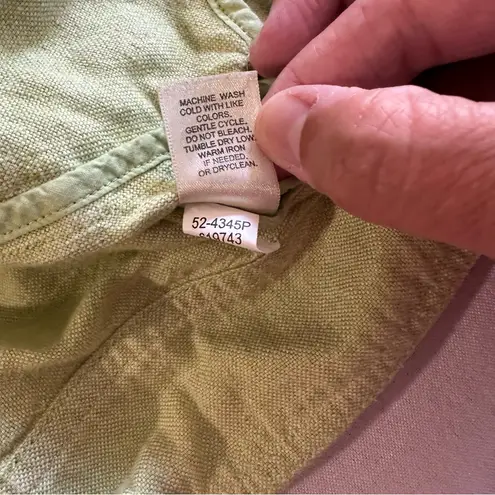 MACHINE WASH
COLD WITH LIKE
COLORS.
GENTLE CYCLE.
DO NOT BLEACH.
TUMBLE DRY LOW.
WARM IRON
IF NEEDED.
OR DRYCLEAN.
52-4345P